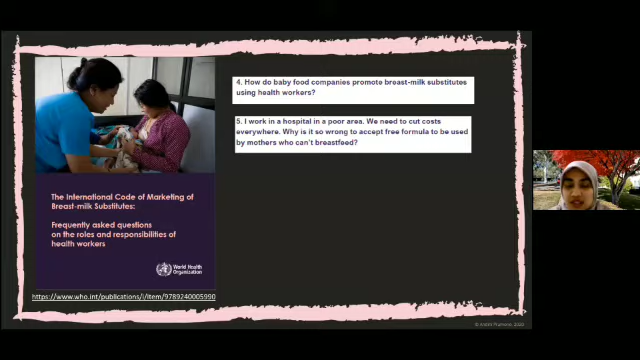 The International Code of Marketing of
Breast-milk Substitutes:
Frequently asked questions
on the roles and responsibilities of
health workers
World Health
Organization
https://www.who.int/publications/i/item/9789240005990
4. How do baby food companies promote breast-milk substitutes
using health workers?
5. I work in a hospital in a poor area. We need to cut costs
everywhere. Why is it so wrong to accept free formula to be used
by mothers who can't breastfeed?
2022